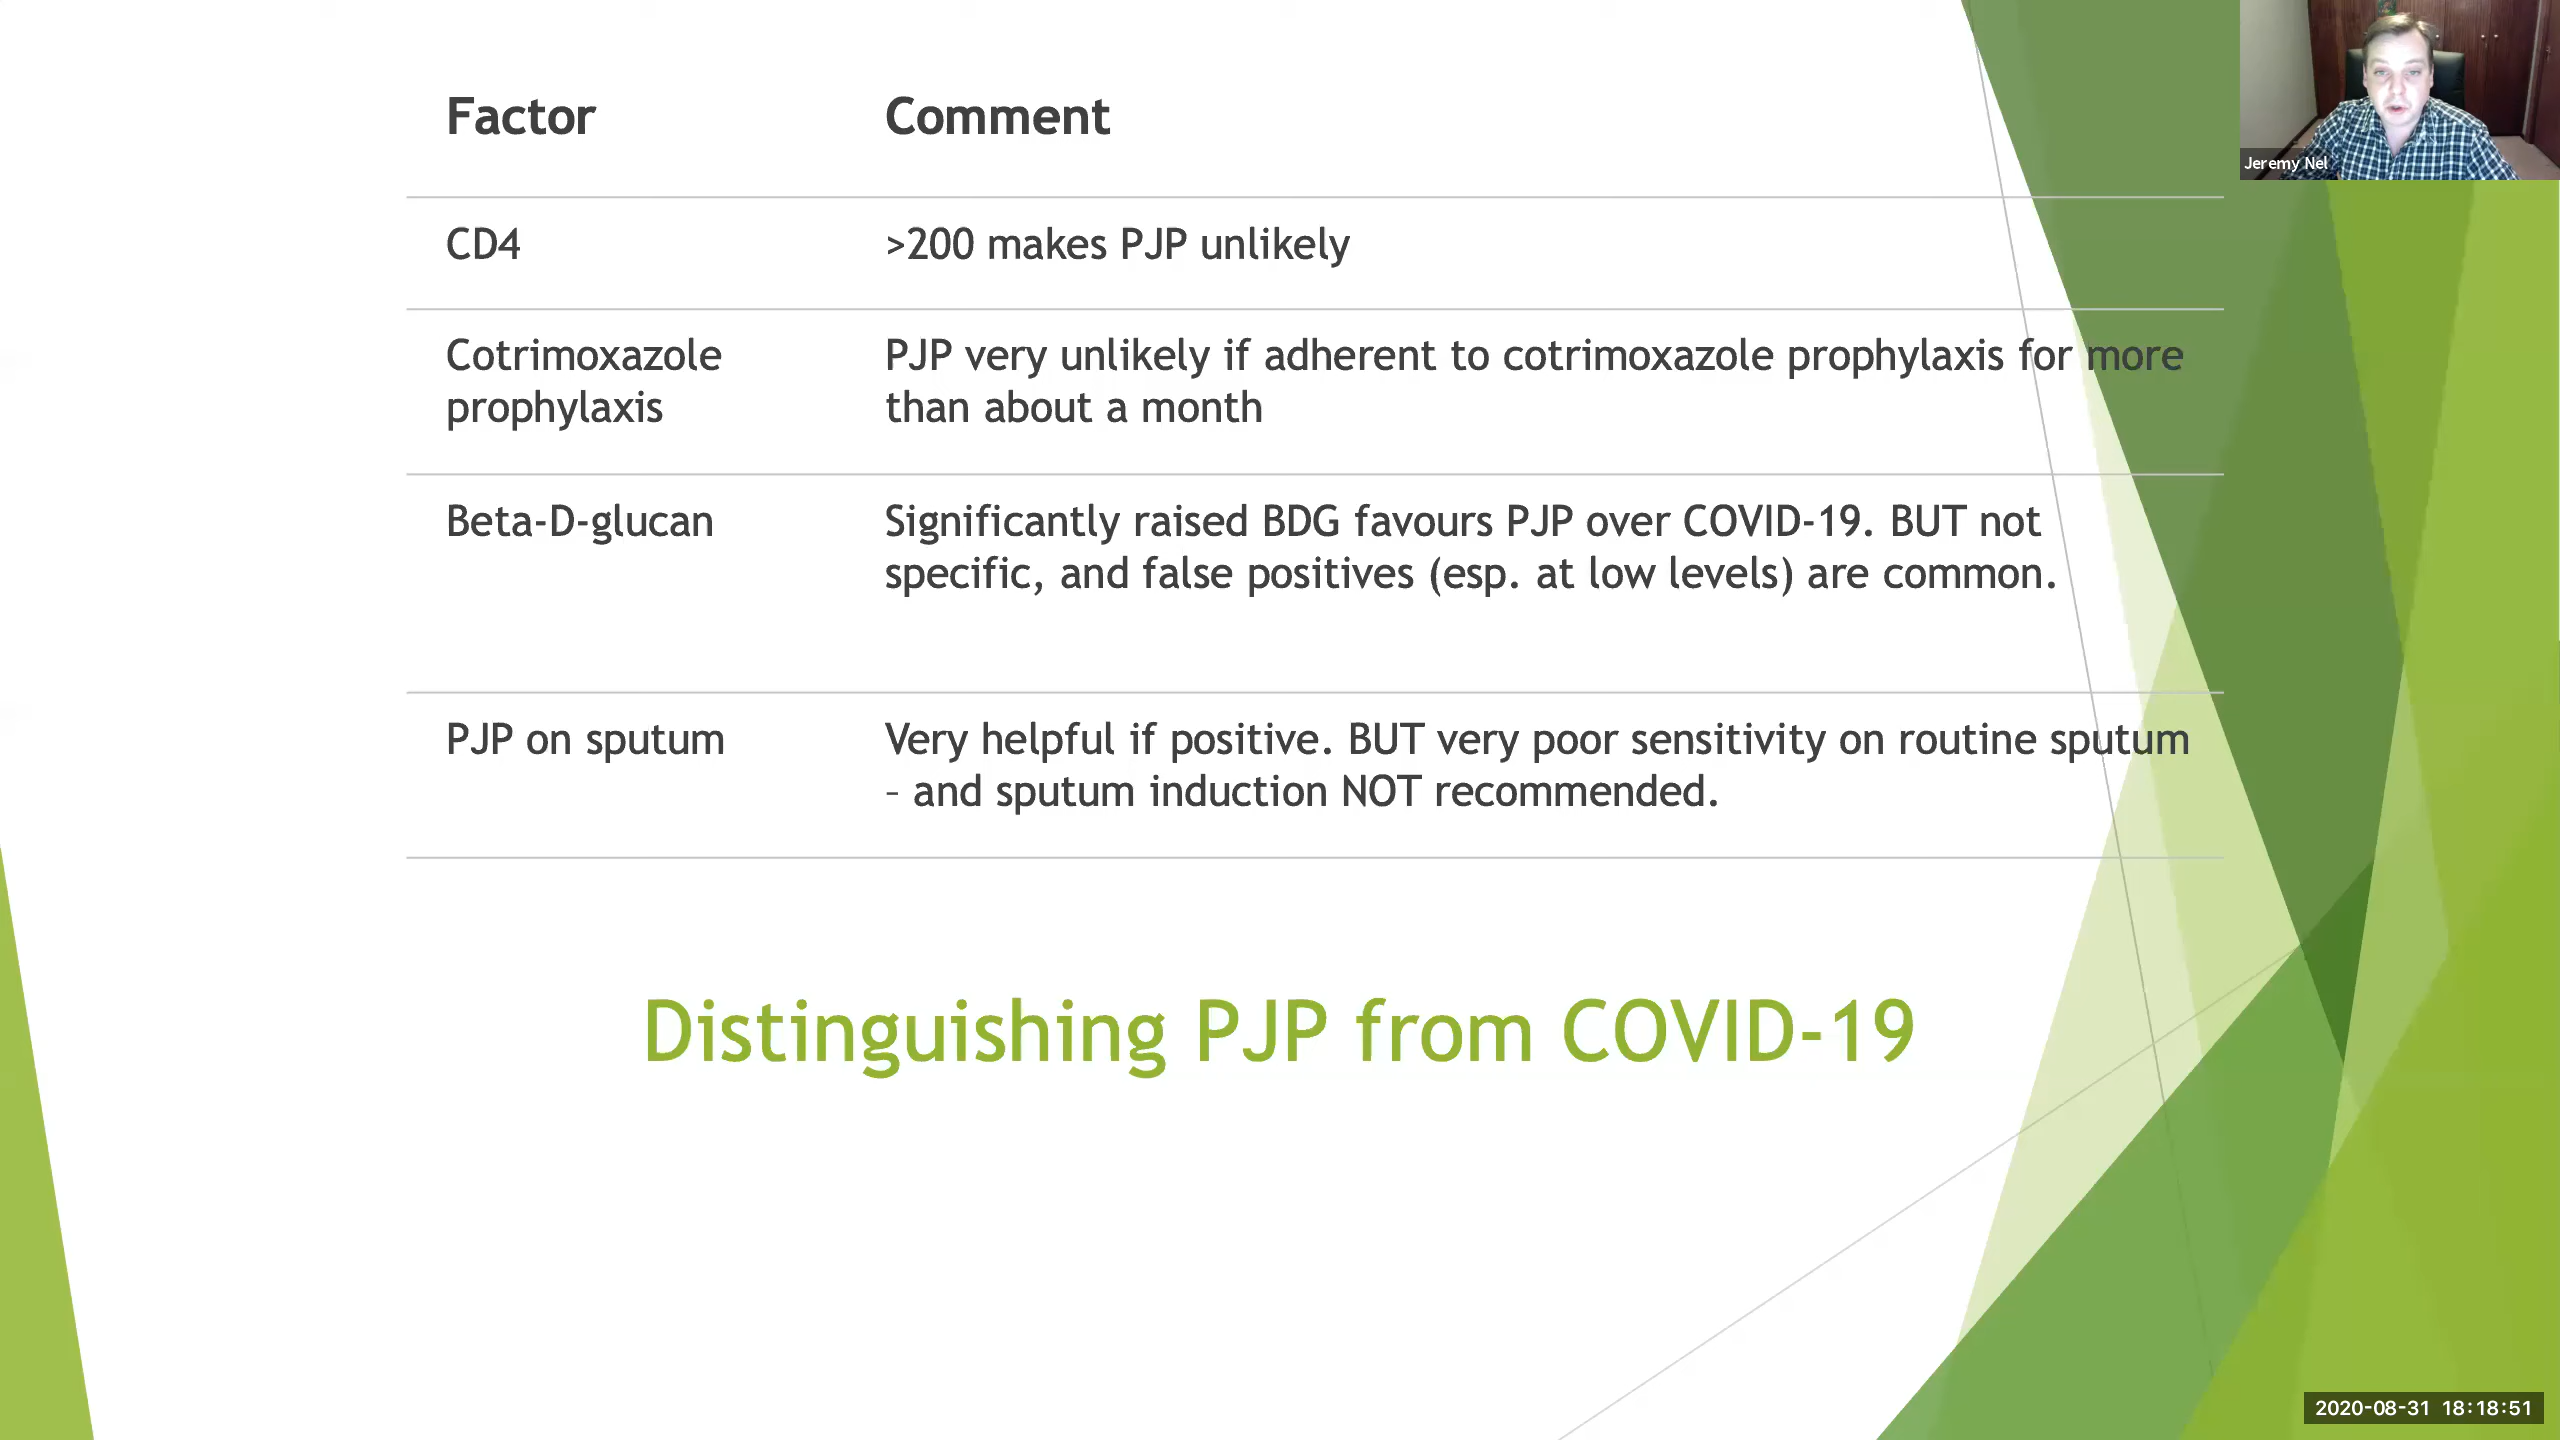 Factor Comment
CD4 >200 makes PJP unlikely
Cotrimoxazole prophylaxis
PJP very unlikely if adherent to cotrimoxazole prophylaxis for more
than about a month
Beta-D-glucan
Significantly raised BDG favours PJP over COVID-19. BUT not
specific, and false positives (esp. at low levels) are common.
PJP on sputum
Very helpful if positive. BUT very poor sensitivity on routine sputum
– and sputum induction NOT recommended.
Distinguishing PJP from COVID-19
Jeremy Nel
2020-08-31 18:18:51